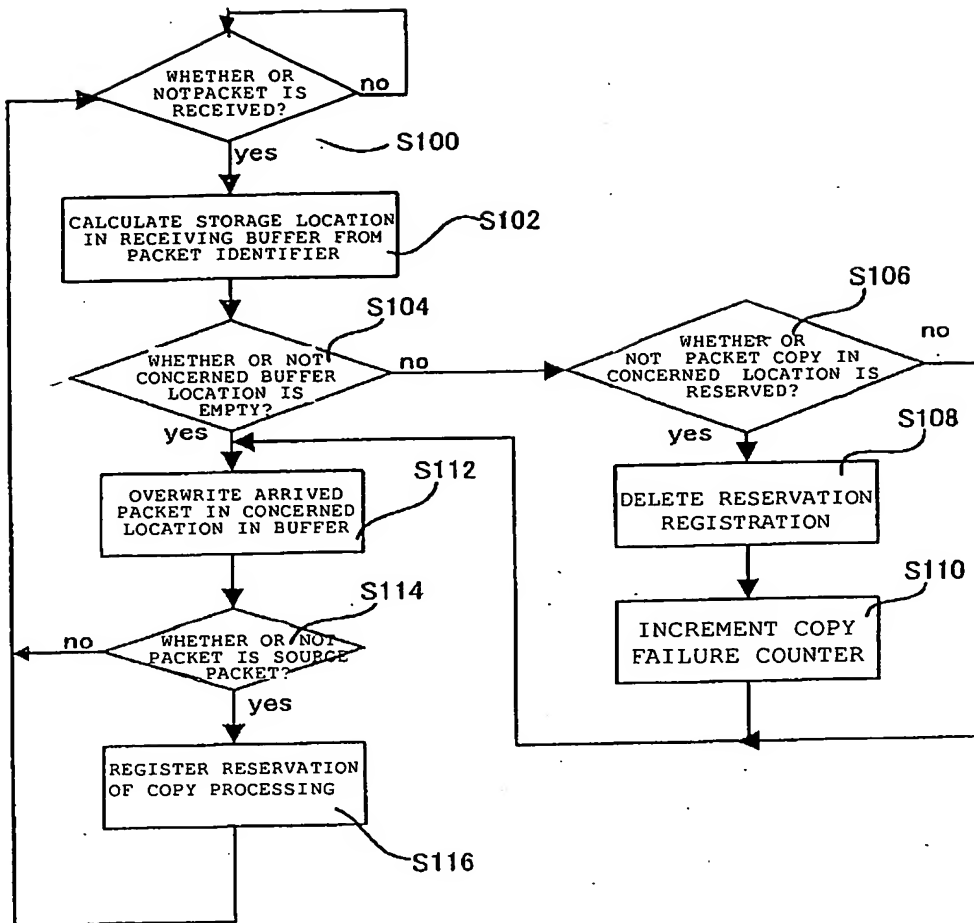 WHETHER OR
NOTPACKET IS
RECEIVED?
no
yes
S100
CALCULATE STORAGE LOCATION
IN RECEIVING BUFFER FROM
PACKET IDENTIFIER
S102
S104
WHETHER OR NOT
CONCERNED BUFFER
LOCATION IS
EMPTY?
no
yes
S106
WHETHER OR
NOT PACKET COPY IN
CONCERNED LOCATION IS
RESERVED?
no
yes
S108
DELETE RESERVATION
REGISTRATION
S110
INCREMENT COPY
FAILURE COUNTER
OVERWRITE ARRIVED
PACKET IN CONCERNED
LOCATION IN BUFFER
S112
S114
WHETHER OR NOT
PACKET IS SOURCE
PACKET?
no
yes
REGISTER RESERVATION
OF COPY PROCESSING
S116